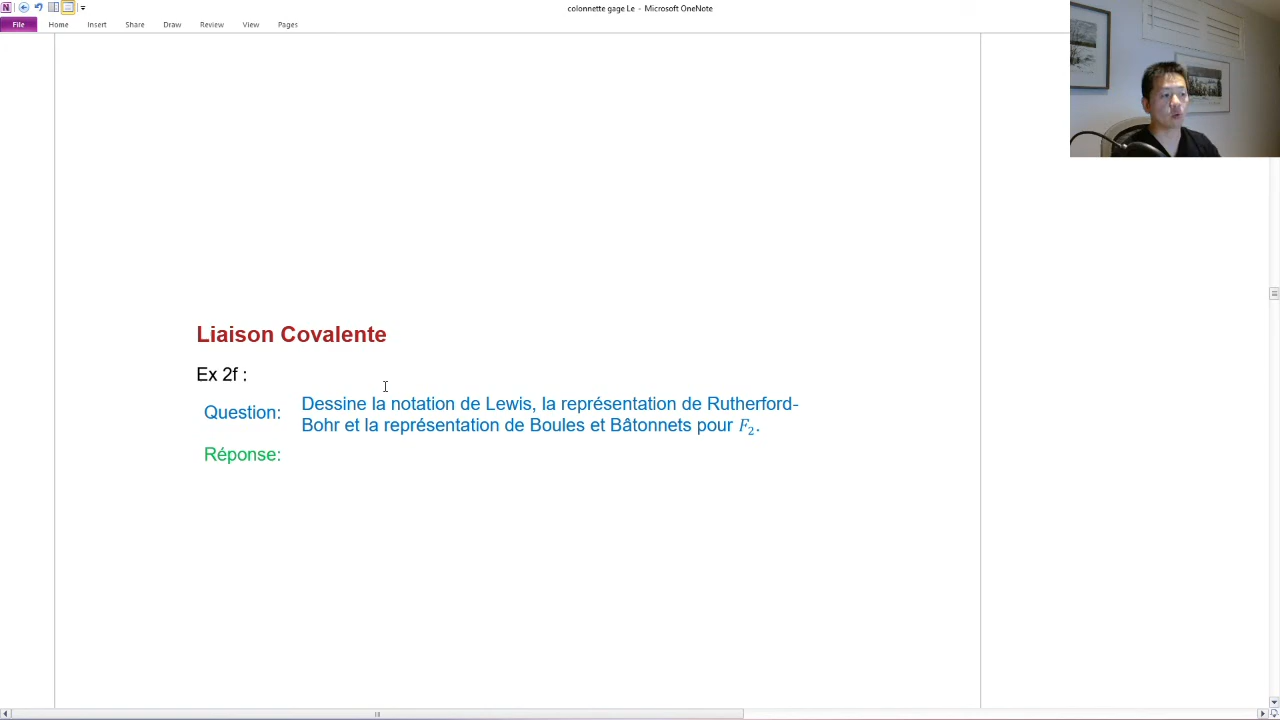 colonnette gage Le - Microsoft OneNote
File Home Insert Share Draw Review View Pages
Liaison Covalente
Ex 2f :
Question: Dessine la notation de Lewis, la représentation de Rutherford-
Bohr et la représentation de Boules et Bâtonnets pour F₂.
Réponse: